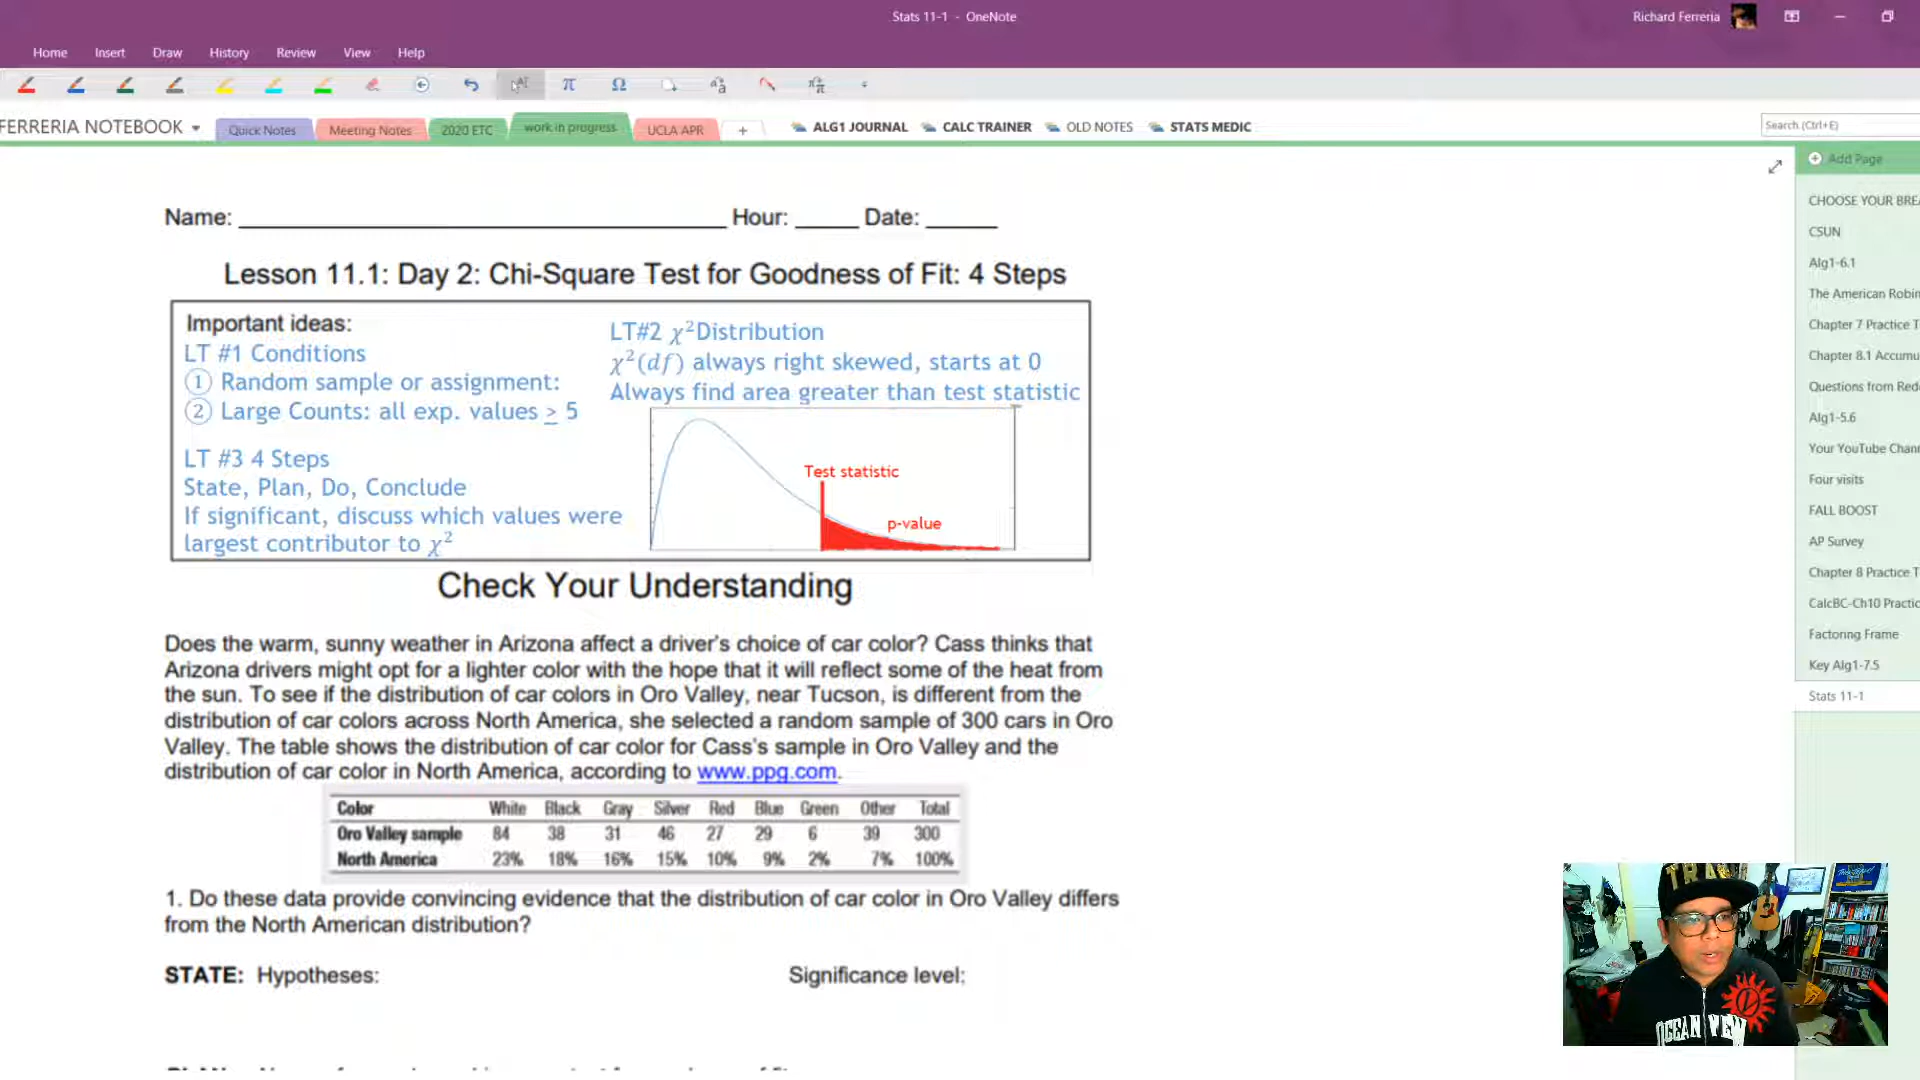 Stats 11-1 - OneNote
Richard Ferreria
Home Insert Draw History Review View Help
FERRERIA NOTEBOOK
Quick Notes
Meeting Notes
2020 ETC
work in progress
UCLA APR
ALG1 JOURNAL
CALC TRAINER
OLD NOTES
STATS MEDIC
Search (Ctrl+E)
Add Page
CHOOSE YOUR BREA
CSUN
Alg1-6.1
The American Robin
Chapter 7 Practice T
Chapter 8.1 Accumu
Questions from Red
Alg1-5.6
Your YouTube Chan
Four visits
FALL BOOST
AP Survey
Chapter 8 Practice T
CalcBC-Ch10 Practic
Factoring Frame
Key Alg1-7.5
Stats 11-1
Name: ____ Hour: ____ Date: ____
Lesson 11.1: Day 2: Chi-Square Test for Goodness of Fit: 4 Steps
Important ideas:
LT #1 Conditions
① Random sample or assignment:
② Large Counts: all exp. values ≥ 5
LT #3 4 Steps
State, Plan, Do, Conclude
If significant, discuss which values were
largest contributor to χ²
LT#2 χ²Distribution
χ²(df) always right skewed, starts at 0
Always find area greater than test statistic
Test statistic
p-value
Check Your Understanding
Does the warm, sunny weather in Arizona affect a driver's choice of car color? Cass thinks that
Arizona drivers might opt for a lighter color with the hope that it will reflect some of the heat from
the sun. To see if the distribution of car colors in Oro Valley, near Tucson, is different from the
distribution of car colors across North America, she selected a random sample of 300 cars in Oro
Valley. The table shows the distribution of car color for Cass's sample in Oro Valley and the
distribution of car color in North America, according to www.ppg.com.
Color White Black Gray Silver Red Blue Green Other Total
Oro Valley sample 84 38 31 46 27 29 6 39 300
North America 23% 18% 16% 15% 10% 9% 2% 7% 100%
1. Do these data provide convincing evidence that the distribution of car color in Oro Valley differs
from the North American distribution?
STATE: Hypotheses: Significance level:
OCEAN VIEW